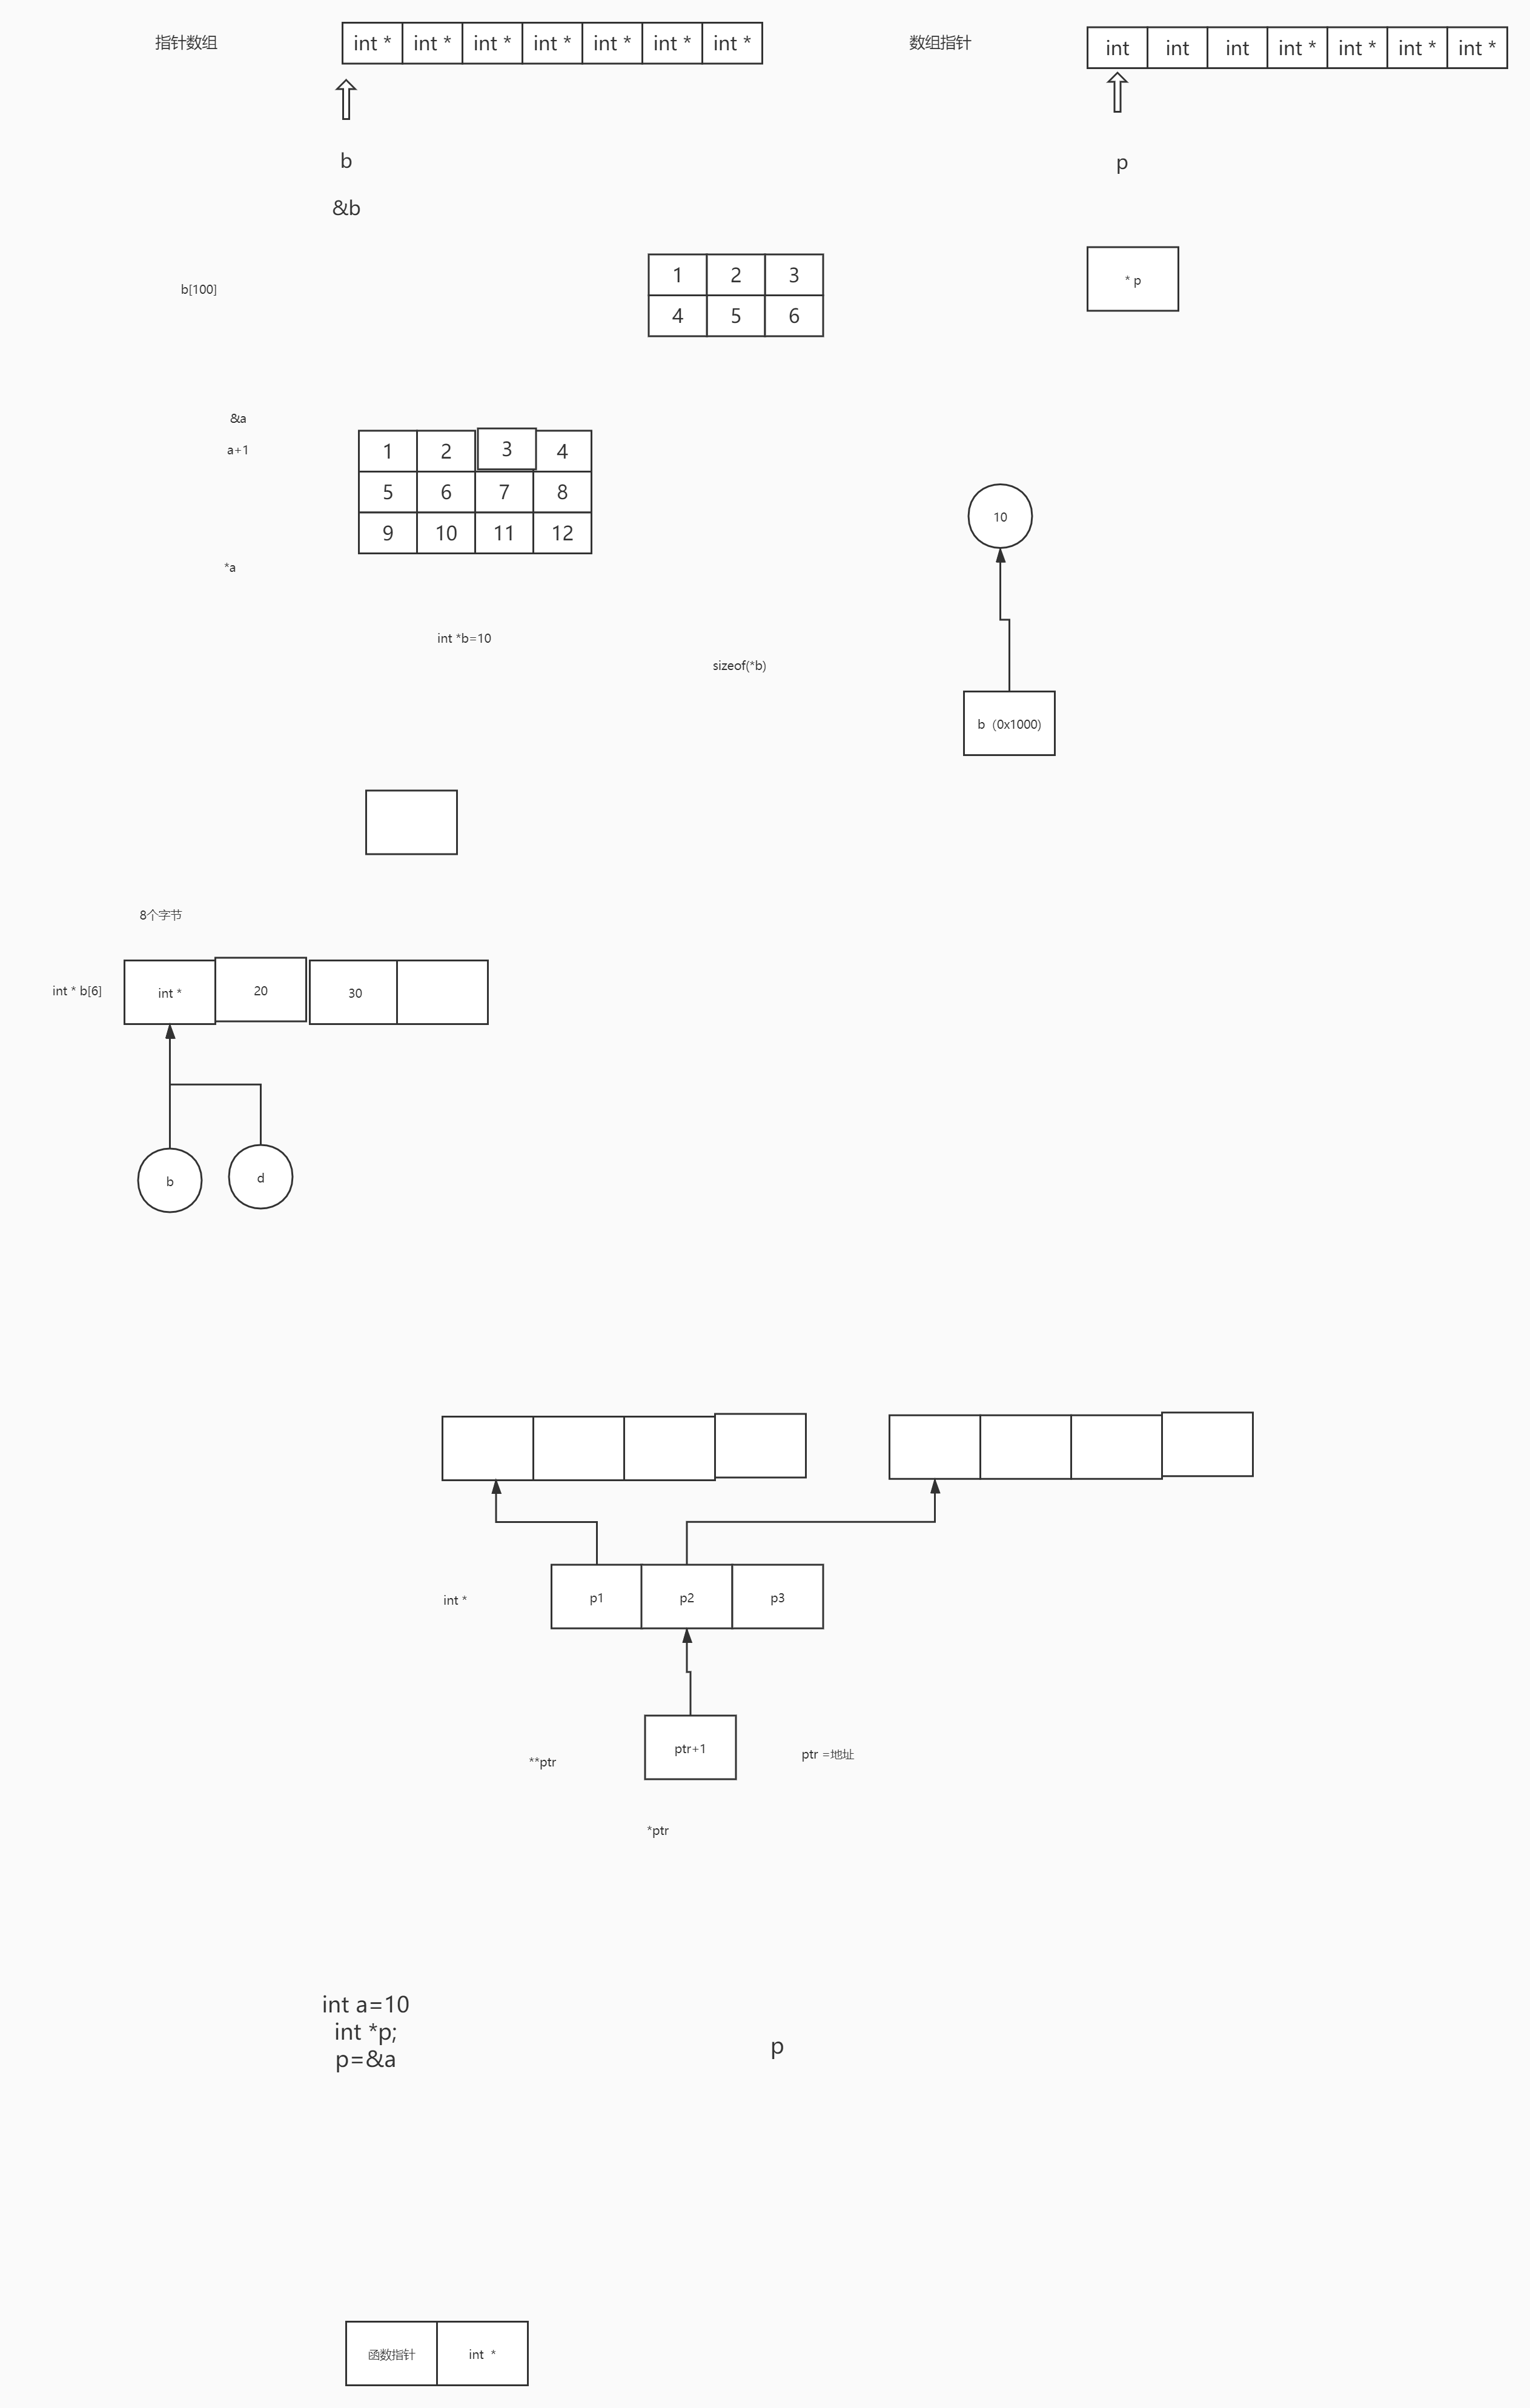 指针数组
int * int * int * int * int * int * int *
数组指针
int int int int * int * int * int *
b
&b
p
b[100]
1 2 3
4 5 6
* p
&a
a+1
1 2 3 4
5 6 7 8
9 10 11 12
*a
10
int *b=10
sizeof(*b)
b (0x1000)
8个字节
int * b[6]
int * 20 30
b
d
int *
p1 p2 p3
**ptr
ptr+1
ptr =地址
*ptr
int a=10
int *p;
p=&a
p
函数指针 int *